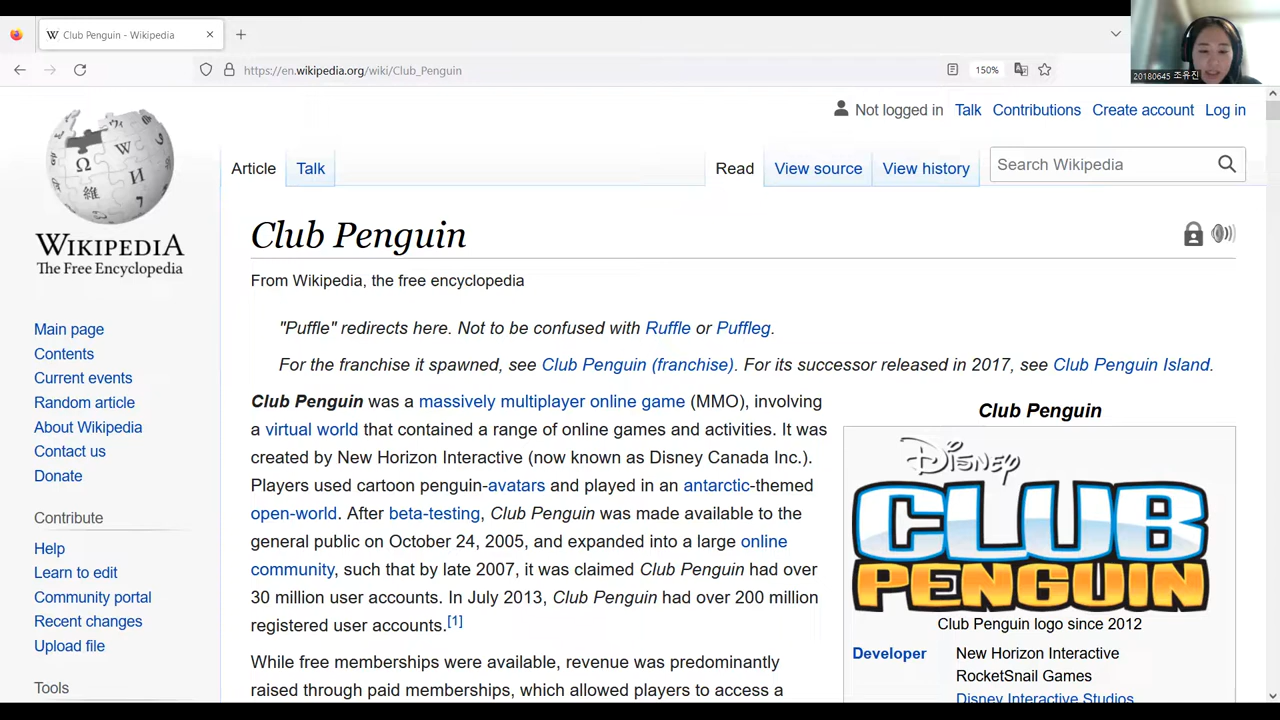 Club Penguin - Wikipedia
https://en.wikipedia.org/wiki/Club_Penguin
150%
20180645 조유진
Not logged in Talk Contributions Create account Log in
Article Talk Read View source View history Search Wikipedia
WIKIPEDIA
The Free Encyclopedia
Club Penguin
From Wikipedia, the free encyclopedia
"Puffle" redirects here. Not to be confused with Ruffle or Puffleg.
For the franchise it spawned, see Club Penguin (franchise). For its successor released in 2017, see Club Penguin Island.
Main page
Contents
Current events
Random article
About Wikipedia
Contact us
Donate
Contribute
Help
Learn to edit
Community portal
Recent changes
Upload file
Tools
Club Penguin was a massively multiplayer online game (MMO), involving
a virtual world that contained a range of online games and activities. It was
created by New Horizon Interactive (now known as Disney Canada Inc.).
Players used cartoon penguin-avatars and played in an antarctic-themed
open-world. After beta-testing, Club Penguin was made available to the
general public on October 24, 2005, and expanded into a large online
community, such that by late 2007, it was claimed Club Penguin had over
30 million user accounts. In July 2013, Club Penguin had over 200 million
registered user accounts.[1]
While free memberships were available, revenue was predominantly
raised through paid memberships, which allowed players to access a
Club Penguin
Disney
CLUB
PENGUIN
Club Penguin logo since 2012
Developer New Horizon Interactive
RocketSnail Games
Disney Interactive Studios